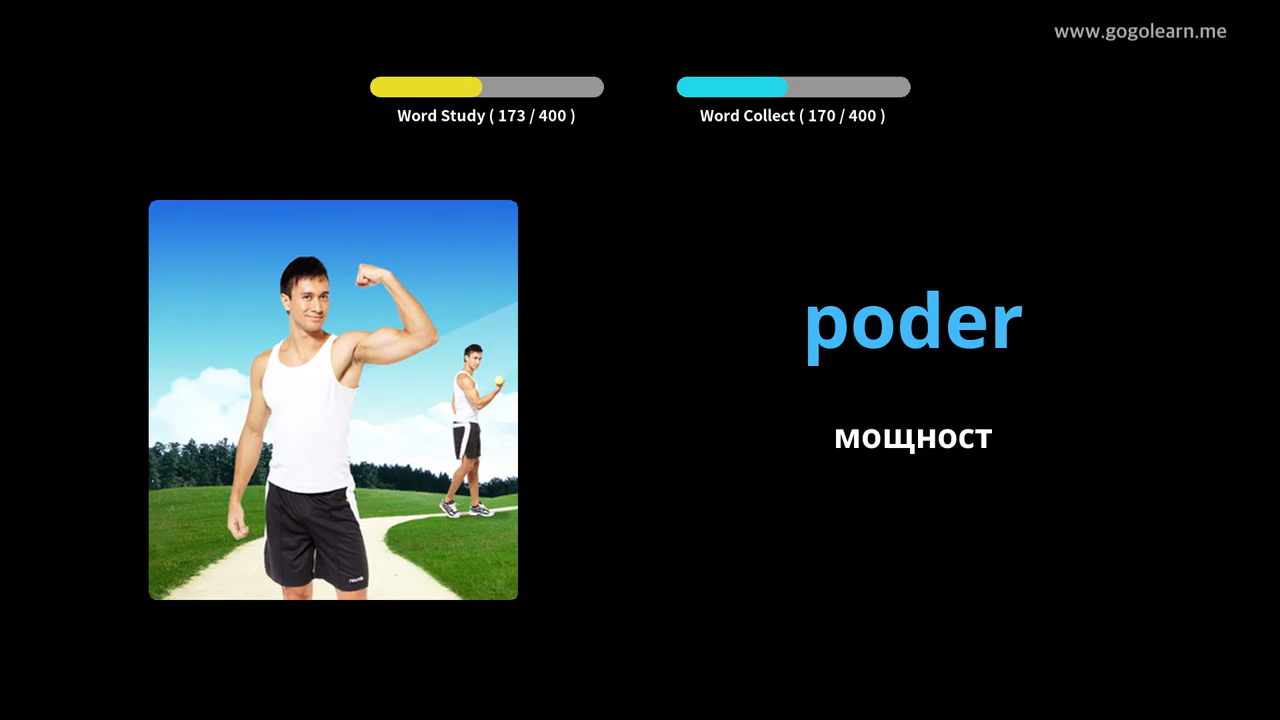 www.gogolearn.me
Word Study ( 173 / 400 )
Word Collect ( 170 / 400 )
poder
мощност